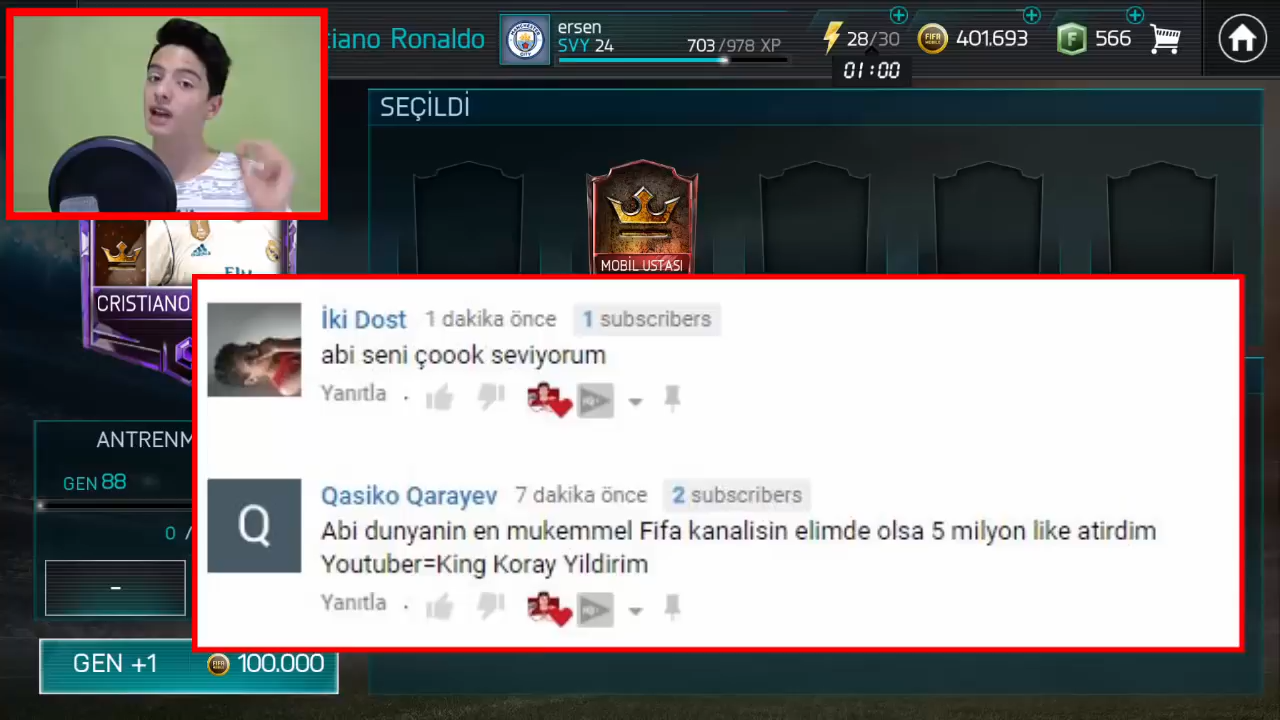 tiano Ronaldo
ersen
SVY 24
703/978 XP
28/30
01:00
401.693
566
SEÇİLDİ
MOBİL USTASI
Fly
CRISTIANO
İki Dost 1 dakika önce 1 subscribers
abi seni çoook seviyorum
Yanıtla
Qasiko Qarayev 7 dakika önce 2 subscribers
Q
Abi dunyanin en mukemmel Fifa kanalisin elimde olsa 5 milyon like atirdim
Youtuber=King Koray Yildirim
Yanıtla
ANTRENM
GEN 88
0 /
-
GEN +1 100.000